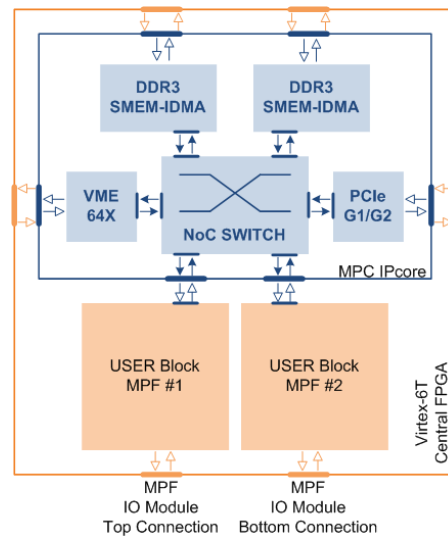 DDR3
SMEM-IDMA
DDR3
SMEM-IDMA
VME
64X
NoC SWITCH
PCIe
G1/G2
MPC IPcore
USER Block
MPF #1
USER Block
MPF #2
Virtex-6T
Central FPGA
MPF
IO Module
Top Connection
MPF
IO Module
Bottom Connection